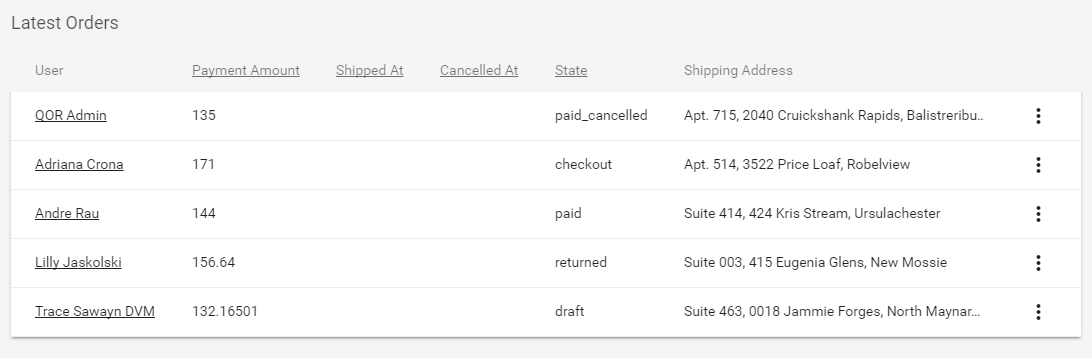 Latest Orders
User Payment Amount Shipped At Cancelled At State Shipping Address
QOR Admin 135 paid_cancelled Apt. 715, 2040 Cruickshank Rapids, Balistreribu..
Adriana Crona 171 checkout Apt. 514, 3522 Price Loaf, Robelview
Andre Rau 144 paid Suite 414, 424 Kris Stream, Ursulachester
Lilly Jaskolski 156.64 returned Suite 003, 415 Eugenia Glens, New Mossie
Trace Sawayn DVM 132.16501 draft Suite 463, 0018 Jammie Forges, North Maynar...